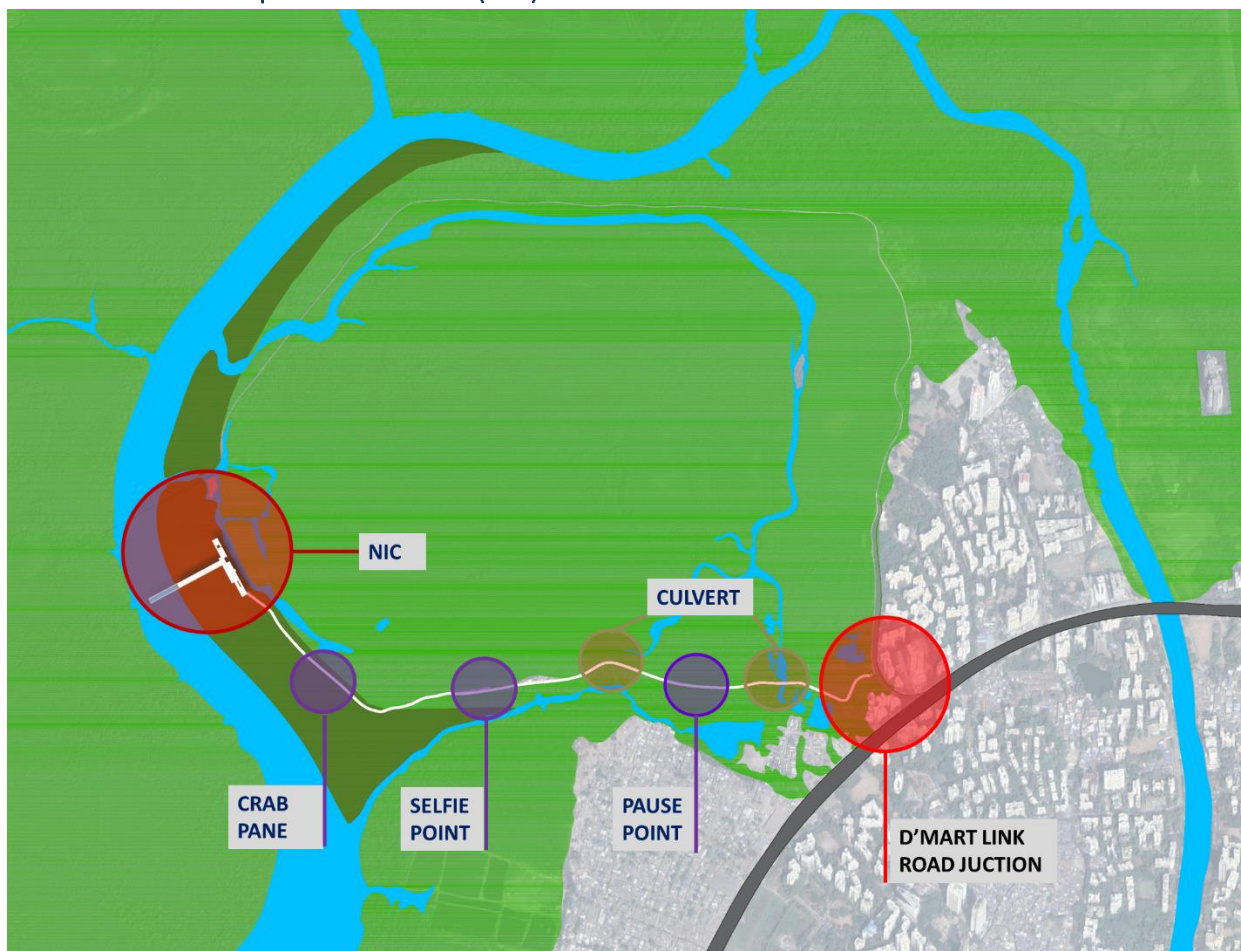 NIC
CULVERT
CRAB
PANE
SELFIE
POINT
PAUSE
POINT
D'MART LINK
ROAD JUCTION